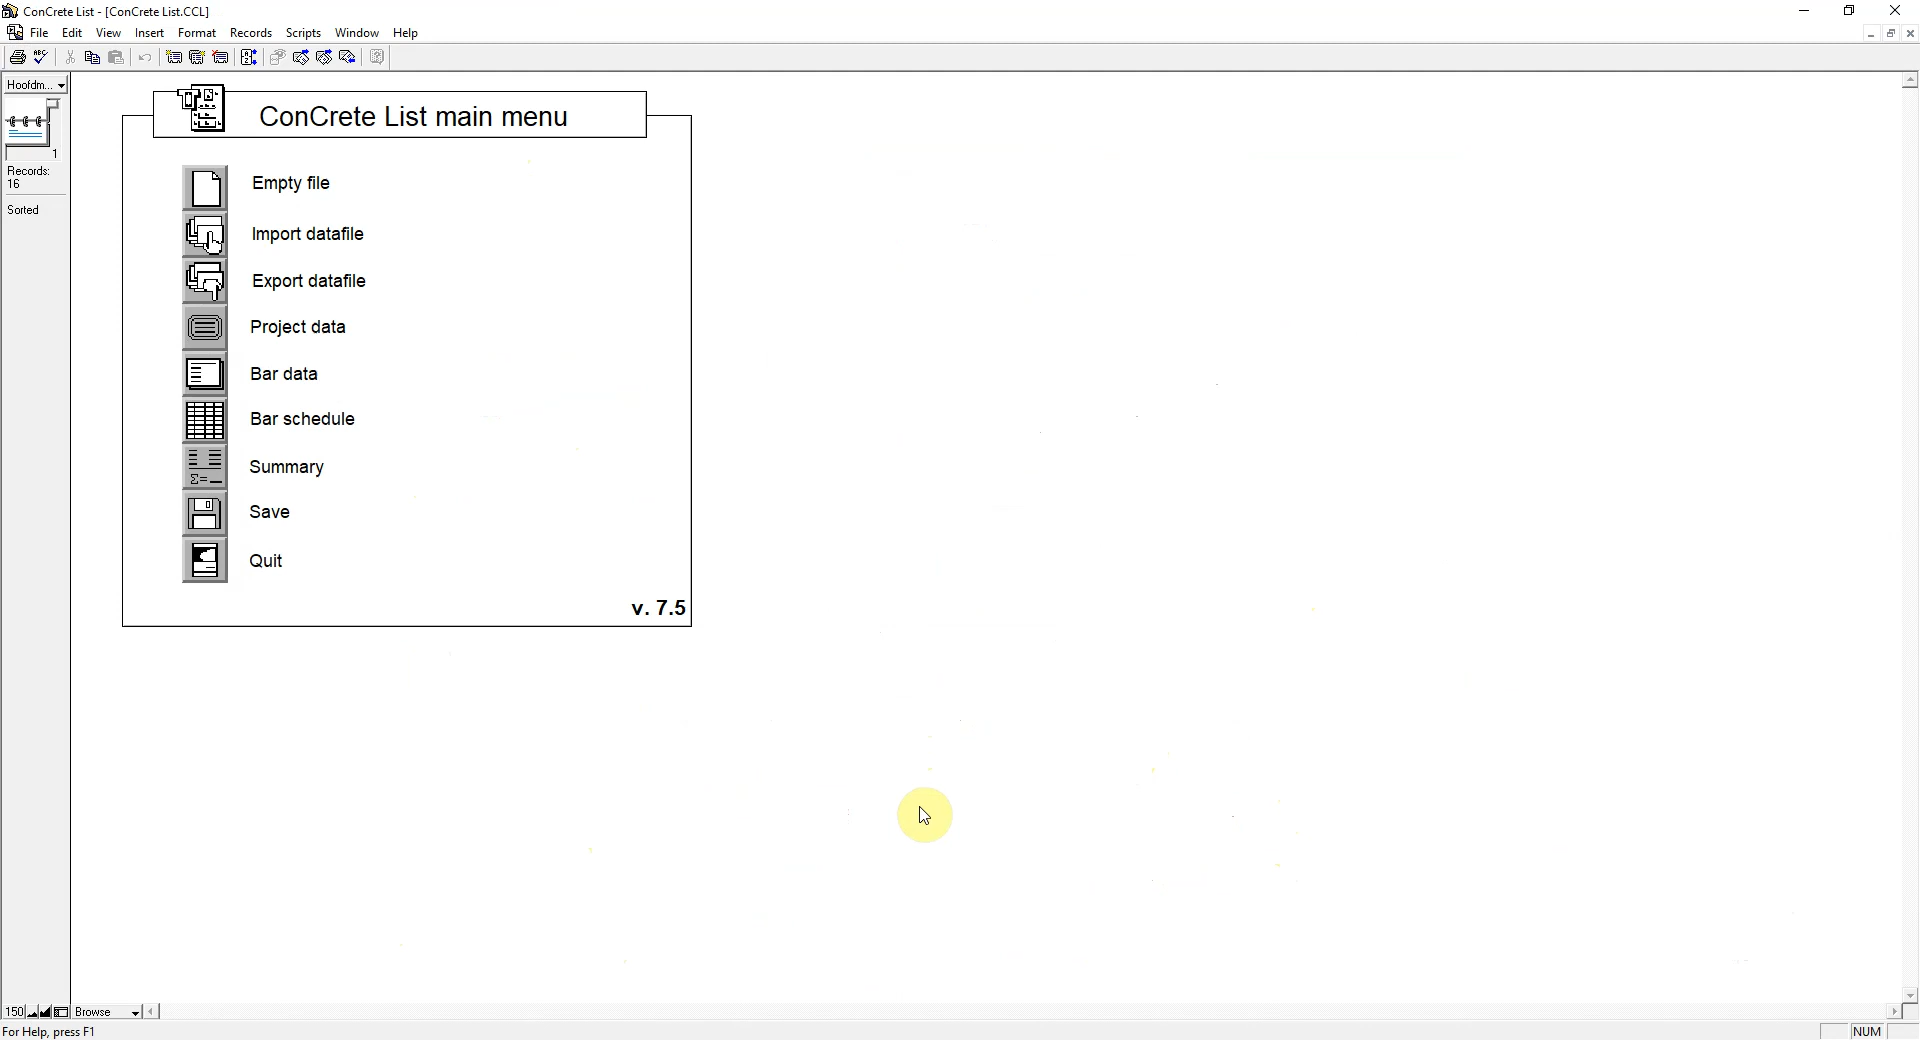 ConCrete List - [ConCrete List.CCL]
File Edit View Insert Format Records Scripts Window Help
Hoofdm...
1
Records:
16
Sorted
ConCrete List main menu
Empty file
Import datafile
Export datafile
Project data
Bar data
Bar schedule
Summary
Save
Quit
v. 7.5
150 Browse
For Help, press F1
NUM